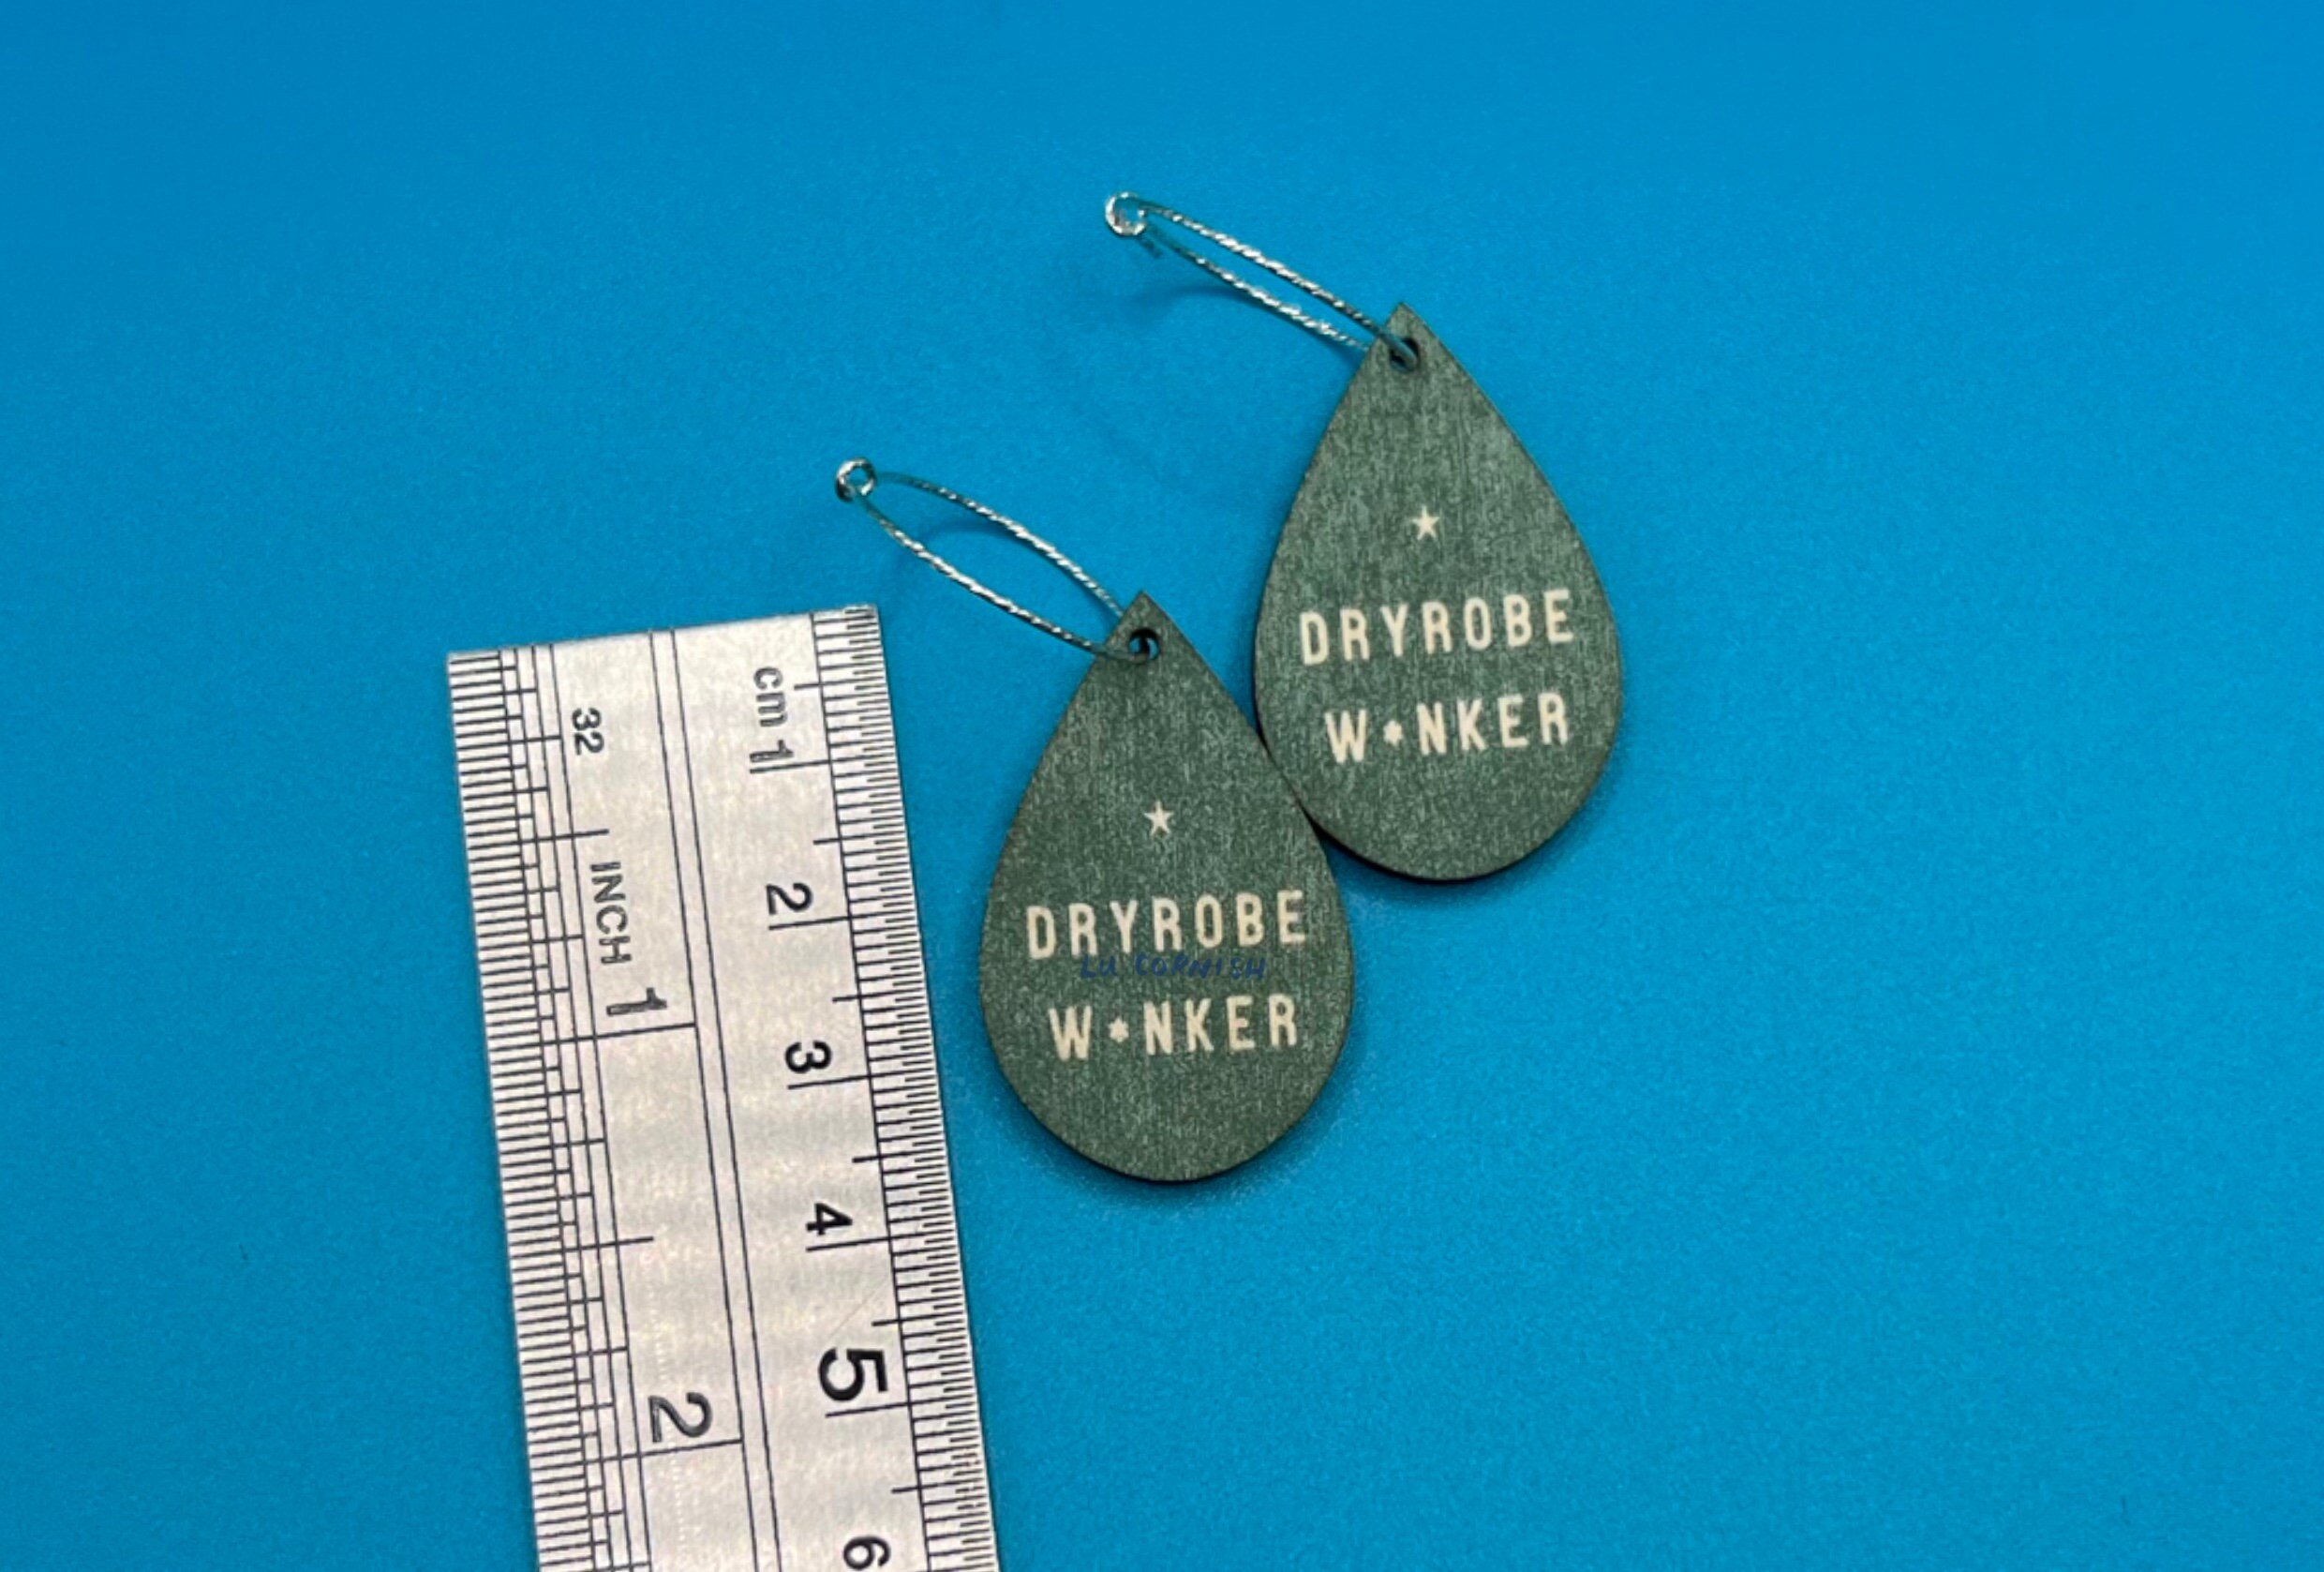 DRYROBE
W*NKER
DRYROBE
LU CORNISH
W*NKER
32
INCH 1
2
cm 1
2
3
4
5
6